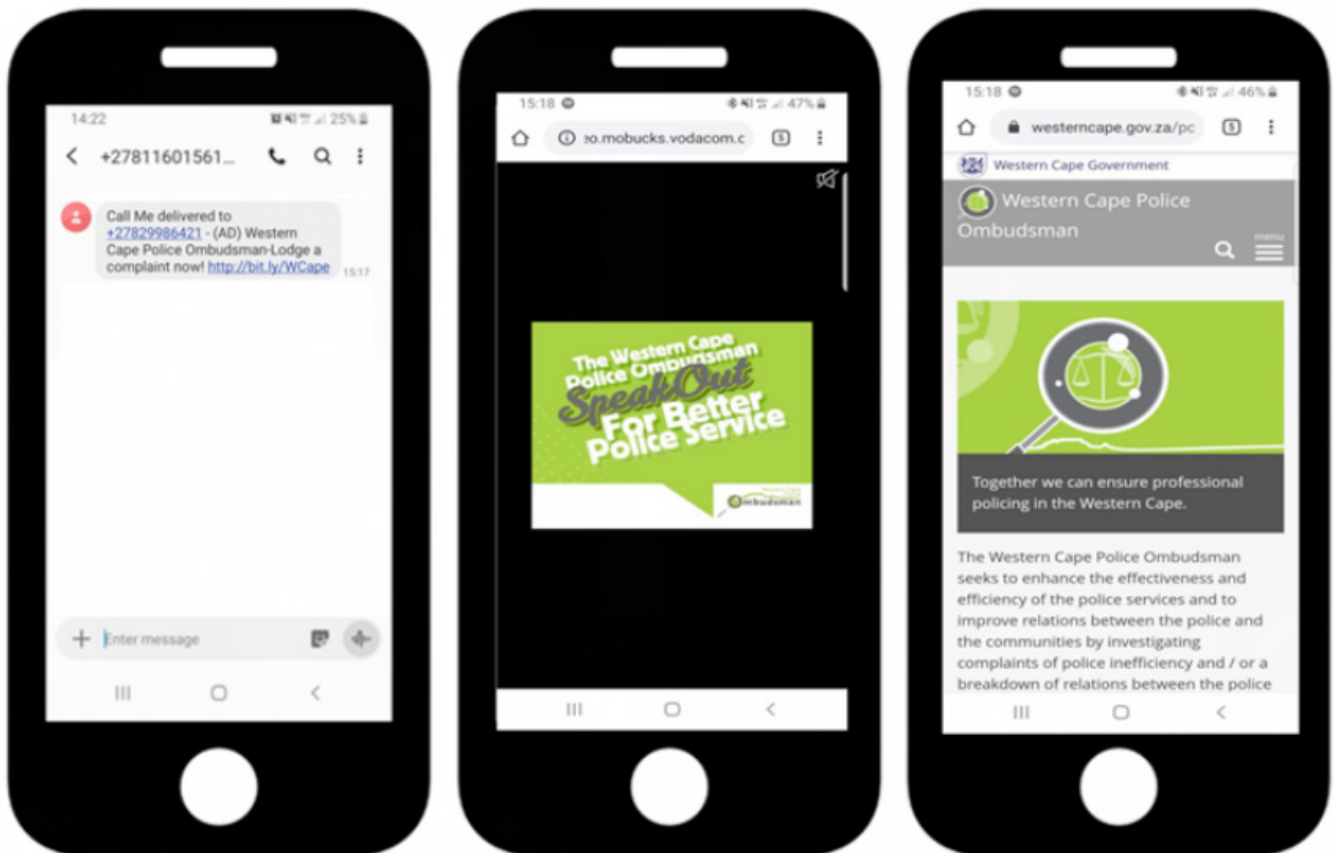 14:22
25%
+27811601561...
Call Me delivered to
+27829986421 - (AD) Western
Cape Police Ombudsman-Lodge a
complaint now! http://bit.ly/WCape
15:17
Enter message
15:18
47%
eo.mobucks.vodacom.c
5
The Western Cape
Police Ombudsman
Speak Out
For Better
Police Service
Ombudsman
15:18
46%
westerncape.gov.za/pc
5
Western Cape Government
Western Cape Police
Ombudsman
menu
Together we can ensure professional
policing in the Western Cape.
The Western Cape Police Ombudsman
seeks to enhance the effectiveness and
efficiency of the police services and to
improve relations between the police and
the communities by investigating
complaints of police inefficiency and / or a
breakdown of relations between the police